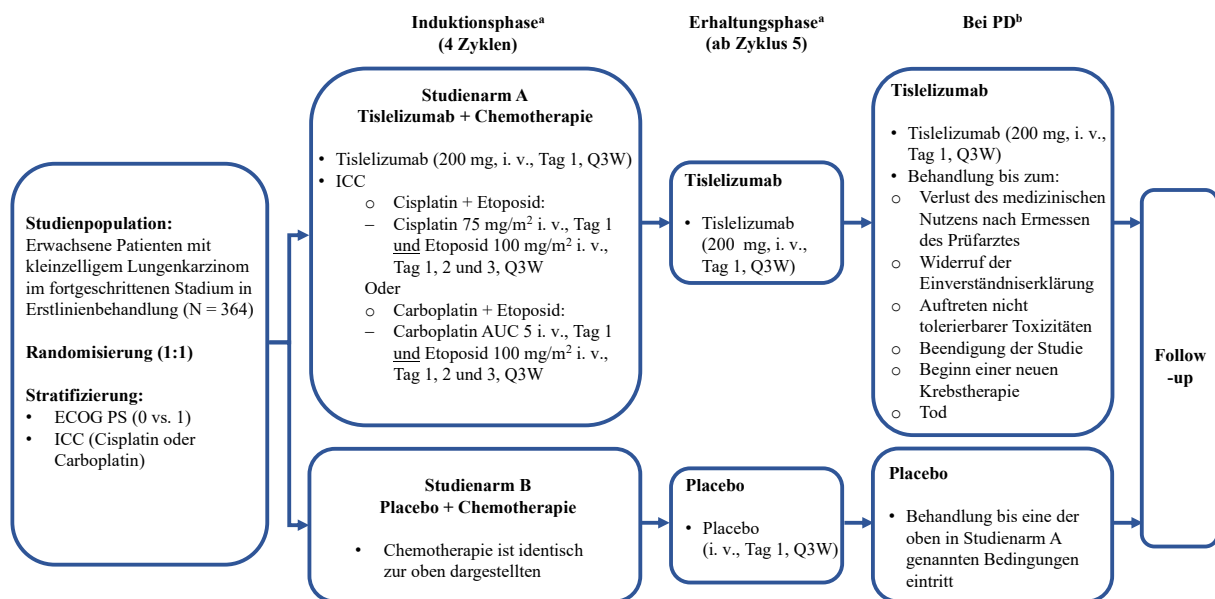 Induktionsphaseᵃ
(4 Zyklen)
Erhaltungsphaseᵃ
(ab Zyklus 5)
Bei PDᵇ
Studienpopulation:
Erwachsene Patienten mit
kleinzelligem Lungenkarzinom
im fortgeschrittenen Stadium in
Erstlinienbehandlung (N = 364)
Randomisierung (1:1)
Stratifizierung:
• ECOG PS (0 vs. 1)
• ICC (Cisplatin oder
Carboplatin)
Studienarm A
Tislelizumab + Chemotherapie
• Tislelizumab (200 mg, i. v., Tag 1, Q3W)
• ICC
o Cisplatin + Etoposid:
– Cisplatin 75 mg/m² i. v., Tag 1
und Etoposid 100 mg/m² i. v.,
Tag 1, 2 und 3, Q3W
Oder
o Carboplatin + Etoposid:
– Carboplatin AUC 5 i. v., Tag 1
und Etoposid 100 mg/m² i. v.,
Tag 1, 2 und 3, Q3W
Tislelizumab
• Tislelizumab
(200 mg, i. v.,
Tag 1, Q3W)
Tislelizumab
• Tislelizumab (200 mg, i. v.,
Tag 1, Q3W)
• Behandlung bis zum:
o Verlust des medizinischen
Nutzens nach Ermessen
des Prüfarztes
o Widerruf der
Einverständniserklärung
o Auftreten nicht
tolerierbarer Toxizitäten
o Beendigung der Studie
o Beginn einer neuen
Krebstherapie
o Tod
Studienarm B
Placebo + Chemotherapie
• Chemotherapie ist identisch
zur oben dargestellten
Placebo
• Placebo
(i. v., Tag 1, Q3W)
Placebo
• Behandlung bis eine der
oben in Studienarm A
genannten Bedingungen
eintritt
Follow
-up